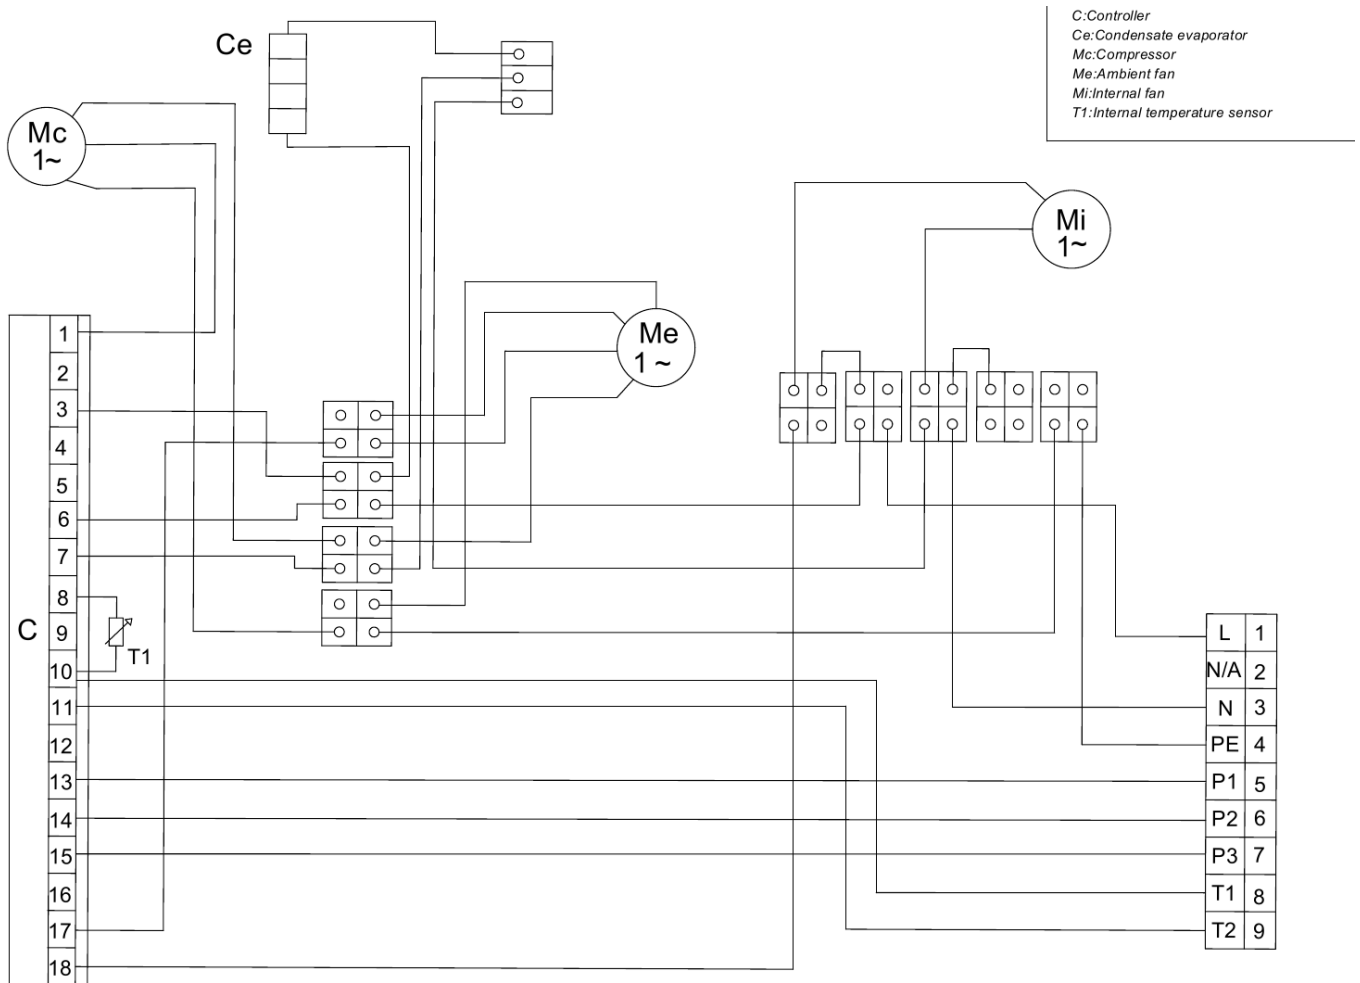 C:Controller
Ce:Condensate evaporator
Mc:Compressor
Me:Ambient fan
Mi:Internal fan
T1:Internal temperature sensor
Ce
Mc
1~
Mi
1~
Me
1 ~
C
1
2
3
4
5
6
7
8
9
10
11
12
13
14
15
16
17
18
T1
L 1
N/A 2
N 3
PE 4
P1 5
P2 6
P3 7
T1 8
T2 9